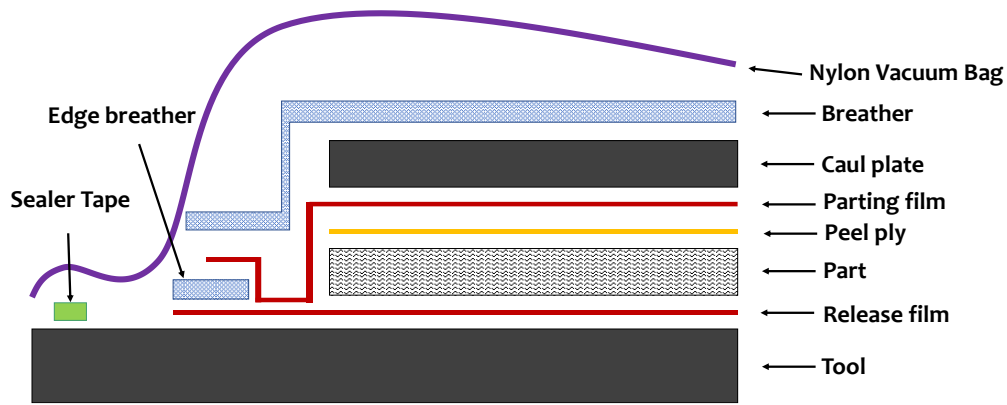 Nylon Vacuum Bag
Edge breather
Breather
Caul plate
Sealer Tape
Parting film
Peel ply
Part
Release film
Tool